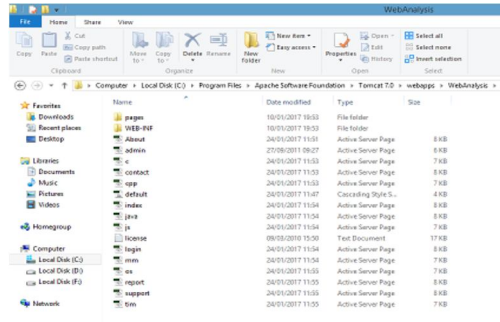 WebAnalysis
File Home Share View
Copy Paste Cut Copy path Paste shortcut Move to Copy to Delete Rename New folder New item Easy access Properties Open Edit History Select all Select none Invert selection
Clipboard Organize New Open Select
Computer Local Disk (C:) Program Files Apache Software Foundation Tomcat 7.0 webapps WebAnalysis
Name Date modified Type Size
Favorites
Downloads
Recent places
Desktop
Libraries
Documents
Music
Pictures
Videos
Homegroup
Computer
Local Disk (C:)
Local Disk (D:)
Local Disk (F:)
Network
pages 10/01/2017 10:53 File folder
WEB-INF 10/01/2017 10:53 File folder
About 24/01/2017 11:51 Active Server Page 8 KB
admin 27/08/2011 09:27 Active Server Page 8 KB
c 24/01/2017 11:53 Active Server Page 7 KB
contact 24/01/2017 11:53 Active Server Page 8 KB
cpp 24/01/2017 11:53 Active Server Page 7 KB
default 24/01/2017 11:47 Cascading Style S... 4 KB
index 24/01/2017 11:54 Active Server Page 8 KB
java 24/01/2017 11:54 Active Server Page 8 KB
js 24/01/2017 11:54 Active Server Page 7 KB
license 09/03/2010 15:50 Text Document 17 KB
login 24/01/2017 11:54 Active Server Page 8 KB
mm 24/01/2017 11:54 Active Server Page 7 KB
os 24/01/2017 11:55 Active Server Page 7 KB
report 24/01/2017 11:55 Active Server Page 8 KB
support 24/01/2017 11:55 Active Server Page 8 KB
tim 24/01/2017 11:55 Active Server Page 7 KB